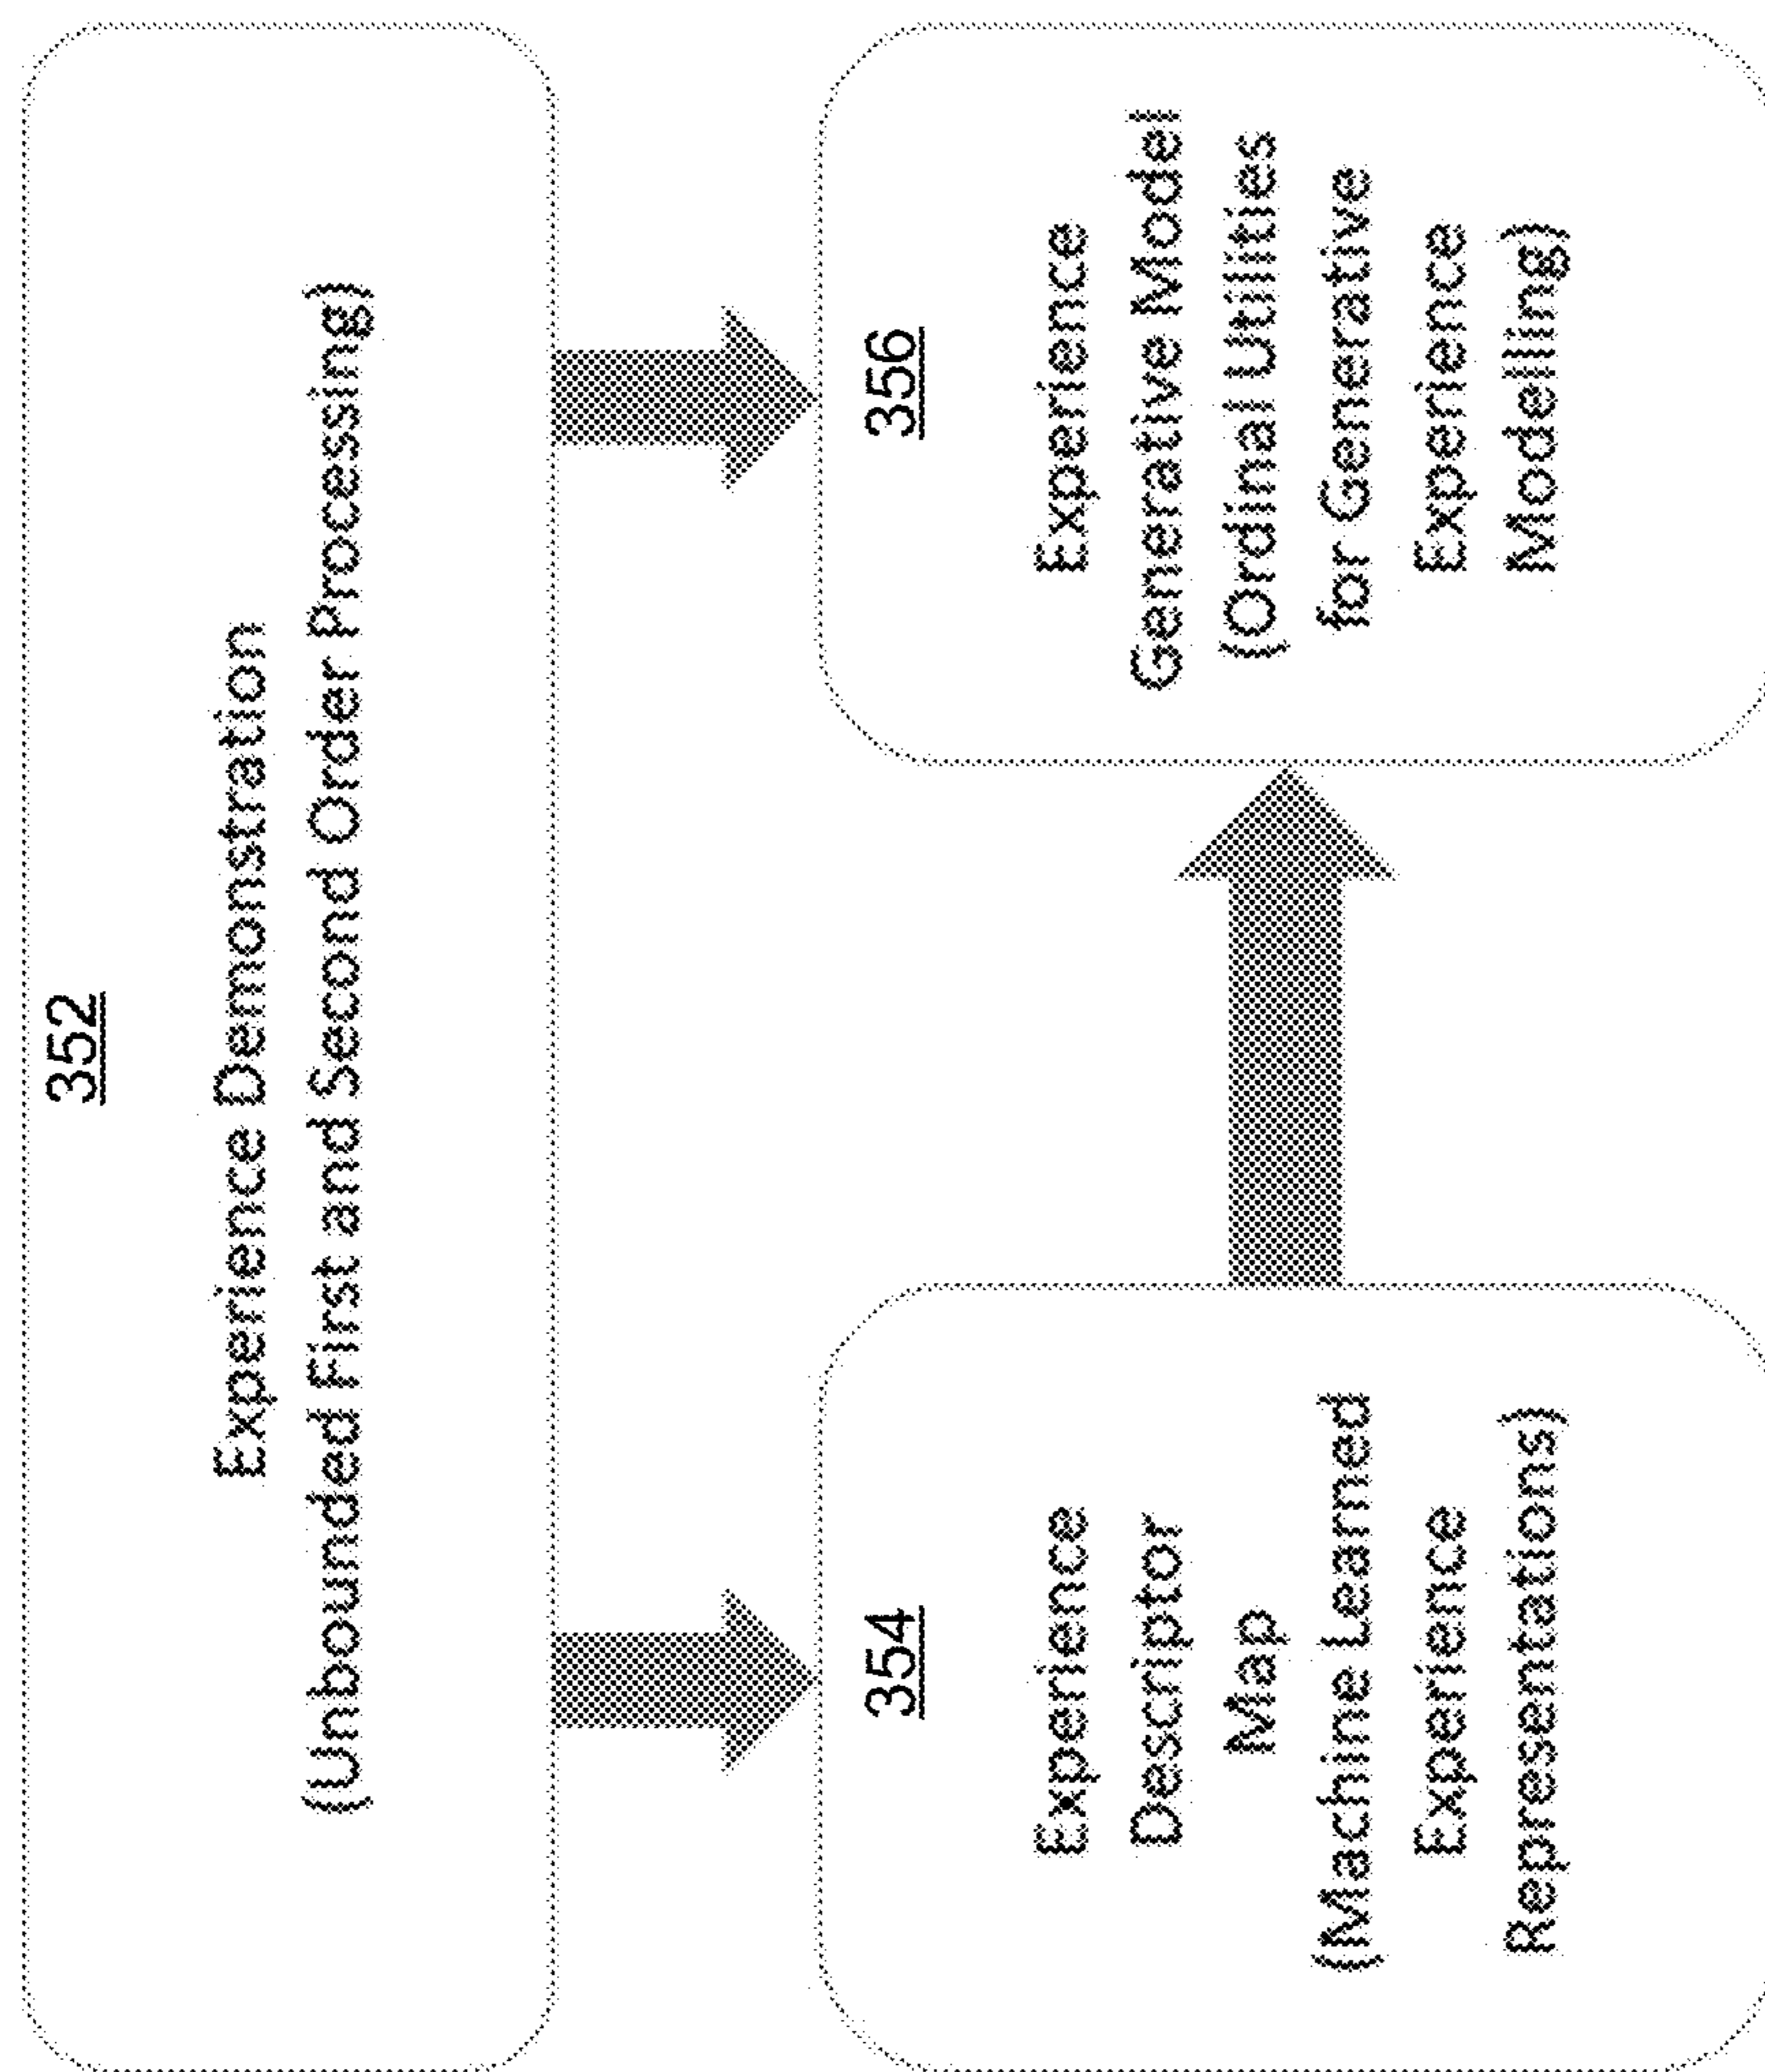 352
Experience Demonstration
(Unbounded First and Second Order Processing)
354
Experience
Descriptor
Map
(Machine Learned
Experience
Representations)
356
Experience
Generative Model
(Ordinal Utilities
for Generative
Experience
Modelling)